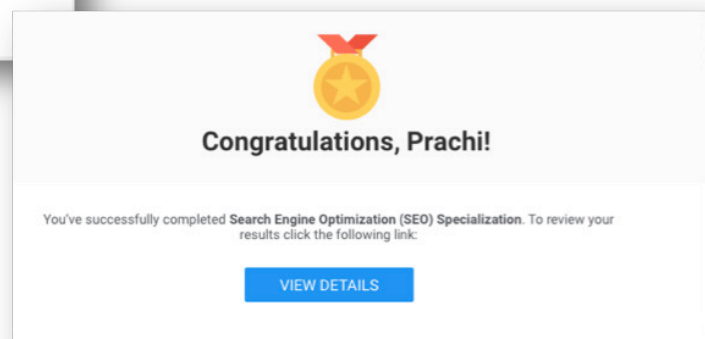 Congratulations, Prachi!
You've successfully completed Search Engine Optimization (SEO) Specialization. To review your
results click the following link:
VIEW DETAILS